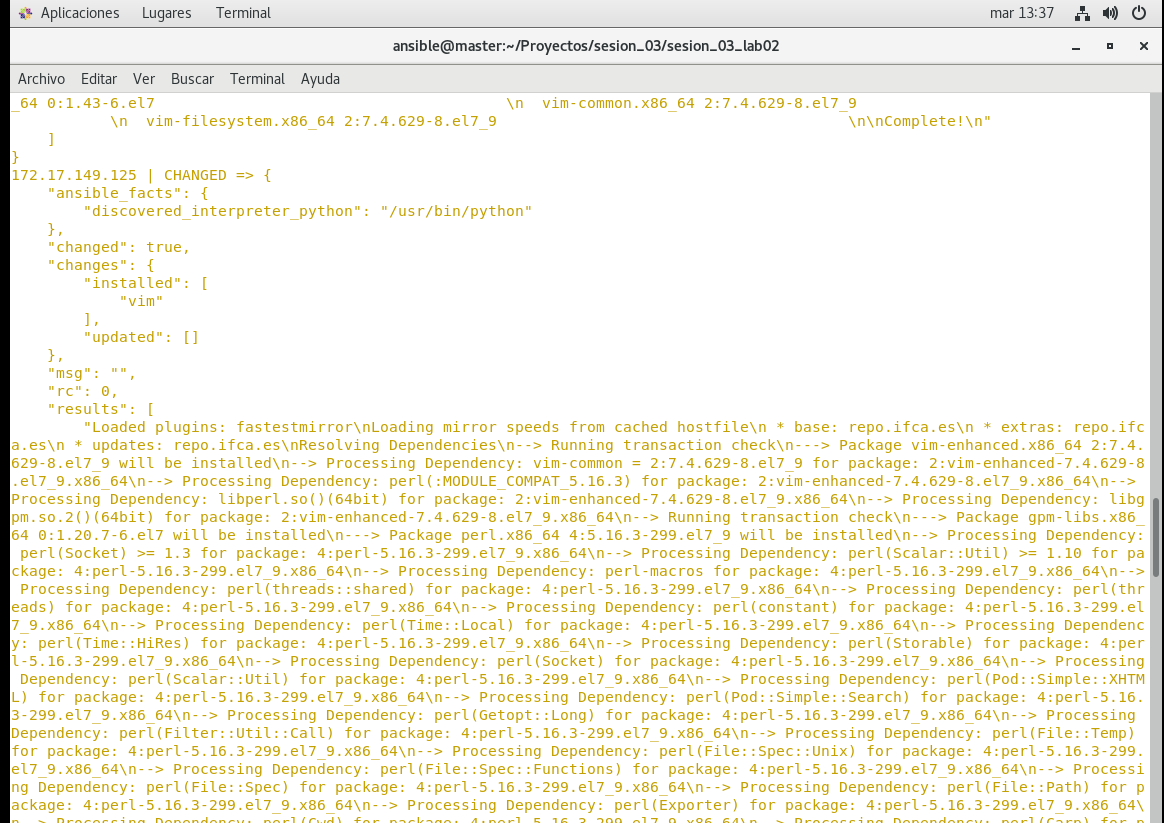 Aplicaciones Lugares Terminal mar 13:37
ansible@master:~/Proyectos/sesion_03/sesion_03_lab02
Archivo Editar Ver Buscar Terminal Ayuda
_64 0:1.43-6.el7 \n vim-common.x86_64 2:7.4.629-8.el7_9
\n vim-filesystem.x86_64 2:7.4.629-8.el7_9 \n\nComplete!\n"
]
}
172.17.149.125 | CHANGED => {
"ansible_facts": {
"discovered_interpreter_python": "/usr/bin/python"
},
"changed": true,
"changes": {
"installed": [
"vim"
],
"updated": []
},
"msg": "",
"rc": 0,
"results": [
"Loaded plugins: fastestmirror\nLoading mirror speeds from cached hostfile\n * base: repo.ifca.es\n * extras: repo.ifc
a.es\n * updates: repo.ifca.es\nResolving Dependencies\n--> Running transaction check\n---> Package vim-enhanced.x86_64 2:7.4.
629-8.el7_9 will be installed\n--> Processing Dependency: vim-common = 2:7.4.629-8.el7_9 for package: 2:vim-enhanced-7.4.629-8
.el7_9.x86_64\n--> Processing Dependency: perl(:MODULE_COMPAT_5.16.3) for package: 2:vim-enhanced-7.4.629-8.el7_9.x86_64\n-->
Processing Dependency: libperl.so()(64bit) for package: 2:vim-enhanced-7.4.629-8.el7_9.x86_64\n--> Processing Dependency: libg
pm.so.2()(64bit) for package: 2:vim-enhanced-7.4.629-8.el7_9.x86_64\n--> Running transaction check\n---> Package gpm-libs.x86_
64 0:1.20.7-6.el7 will be installed\n---> Package perl.x86_64 4:5.16.3-299.el7_9 will be installed\n--> Processing Dependency:
perl(Socket) >= 1.3 for package: 4:perl-5.16.3-299.el7_9.x86_64\n--> Processing Dependency: perl(Scalar::Util) >= 1.10 for pa
ckage: 4:perl-5.16.3-299.el7_9.x86_64\n--> Processing Dependency: perl-macros for package: 4:perl-5.16.3-299.el7_9.x86_64\n-->
Processing Dependency: perl(threads::shared) for package: 4:perl-5.16.3-299.el7_9.x86_64\n--> Processing Dependency: perl(thr
eads) for package: 4:perl-5.16.3-299.el7_9.x86_64\n--> Processing Dependency: perl(constant) for package: 4:perl-5.16.3-299.el
7_9.x86_64\n--> Processing Dependency: perl(Time::Local) for package: 4:perl-5.16.3-299.el7_9.x86_64\n--> Processing Dependenc
y: perl(Time::HiRes) for package: 4:perl-5.16.3-299.el7_9.x86_64\n--> Processing Dependency: perl(Storable) for package: 4:per
l-5.16.3-299.el7_9.x86_64\n--> Processing Dependency: perl(Socket) for package: 4:perl-5.16.3-299.el7_9.x86_64\n--> Processing
Dependency: perl(Scalar::Util) for package: 4:perl-5.16.3-299.el7_9.x86_64\n--> Processing Dependency: perl(Pod::Simple::XHTM
L) for package: 4:perl-5.16.3-299.el7_9.x86_64\n--> Processing Dependency: perl(Pod::Simple::Search) for package: 4:perl-5.16.
3-299.el7_9.x86_64\n--> Processing Dependency: perl(Getopt::Long) for package: 4:perl-5.16.3-299.el7_9.x86_64\n--> Processing
Dependency: perl(Filter::Util::Call) for package: 4:perl-5.16.3-299.el7_9.x86_64\n--> Processing Dependency: perl(File::Temp)
for package: 4:perl-5.16.3-299.el7_9.x86_64\n--> Processing Dependency: perl(File::Spec::Unix) for package: 4:perl-5.16.3-299.
el7_9.x86_64\n--> Processing Dependency: perl(File::Spec::Functions) for package: 4:perl-5.16.3-299.el7_9.x86_64\n--> Processi
ng Dependency: perl(File::Spec) for package: 4:perl-5.16.3-299.el7_9.x86_64\n--> Processing Dependency: perl(File::Path) for p
ackage: 4:perl-5.16.3-299.el7_9.x86_64\n--> Processing Dependency: perl(Exporter) for package: 4:perl-5.16.3-299.el7_9.x86_64\
n--> Processing Dependency: perl(Cwd) for package: 4:perl-5.16.3-299.el7_9.x86_64\n--> Processing Dependency: perl(Carp) for p